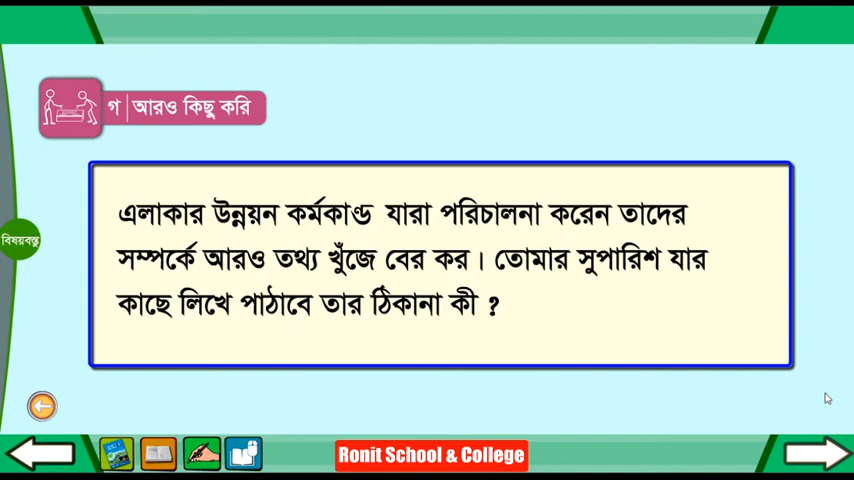 গ আরও কিছু করি
এলাকার উন্নয়ন কর্মকাণ্ড যারা পরিচালনা করেন তাদের
সম্পর্কে আরও তথ্য খুঁজে বের কর। তোমার সুপারিশ যার
কাছে লিখে পাঠাবে তার ঠিকানা কী ?
বিষয়বস্তু
Ronit School & College